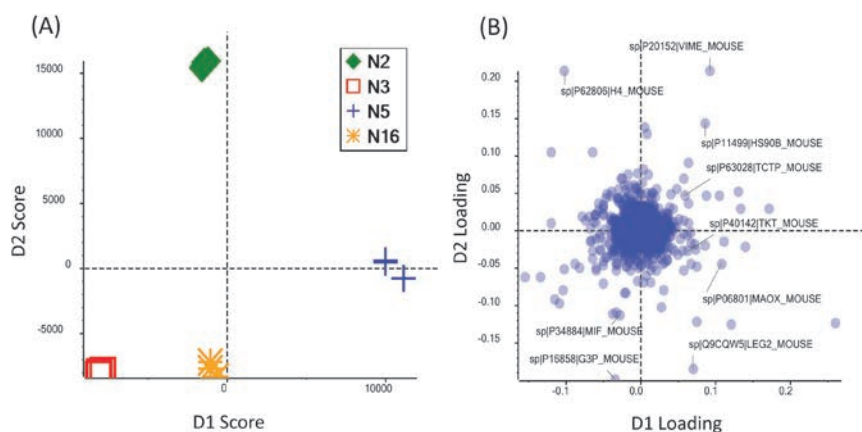 (A)
15000
10000
5000
0
-5000
D2 Score
0
10000
D1 Score
N2
N3
N5
N16
(B)
sp|P20152|VIME_MOUSE
0.20
sp|P62806|H4_MOUSE
0.15
sp|P11499|HS90B_MOUSE
0.10
sp|P63028|TCTP_MOUSE
0.05
sp|P40142|TKT_MOUSE
0.00
-0.05
sp|P06801|MAOX_MOUSE
-0.10
sp|P34884|MIF_MOUSE
-0.15
sp|Q9CQW5|LEG2_MOUSE
sp|P16858|G3P_MOUSE
D2 Loading
-0.1
0.0
0.1
0.2
D1 Loading